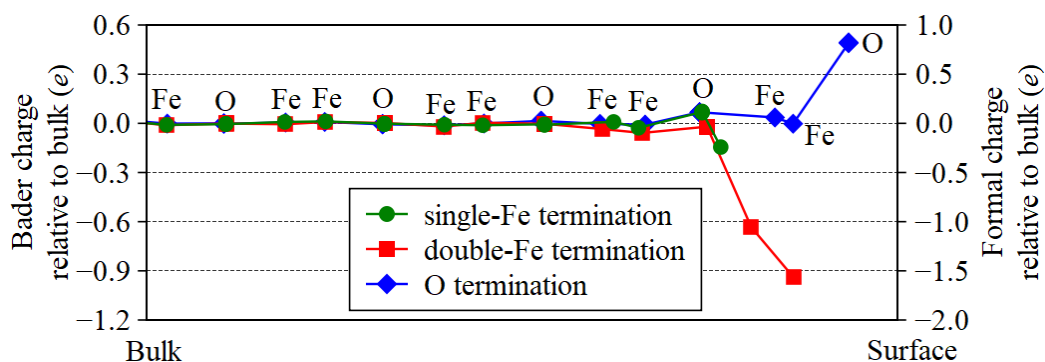 Bader charge
relative to bulk (e)
0.6
0.3
0.0
−0.3
−0.6
−0.9
−1.2
Fe
O
Fe
Fe
O
Fe
Fe
O
Fe
Fe
O
Fe
Fe
O
single-Fe termination
double-Fe termination
O termination
1.0
0.5
0.0
−0.5
−1.0
−1.5
−2.0
Formal charge
relative to bulk (e)
Bulk
Surface